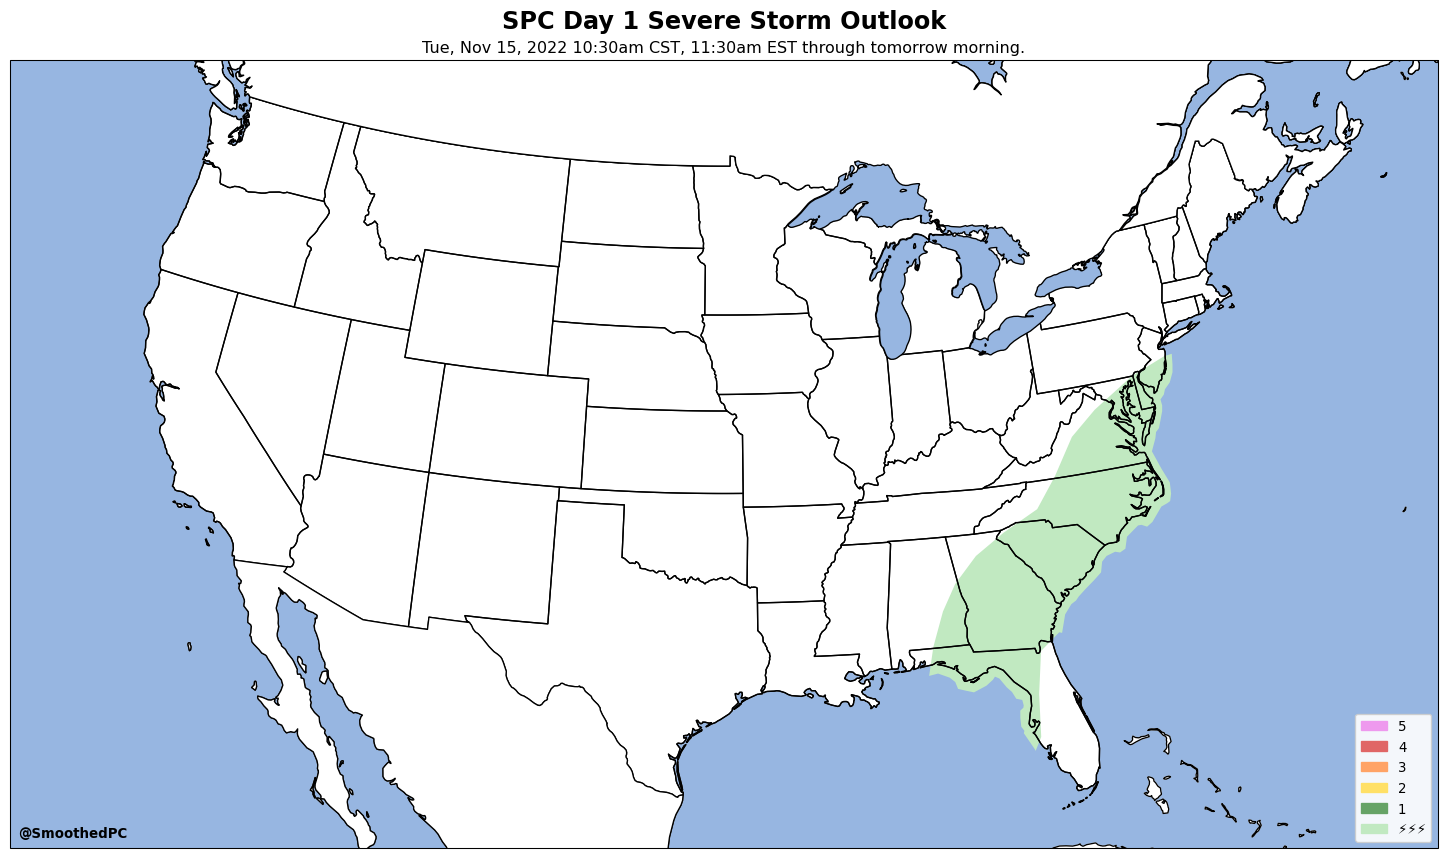 SPC Day 1 Severe Storm Outlook
Tue, Nov 15, 2022 10:30am CST, 11:30am EST through tomorrow morning.
5
4
3
2
1
⚡⚡⚡
@SmoothedPC